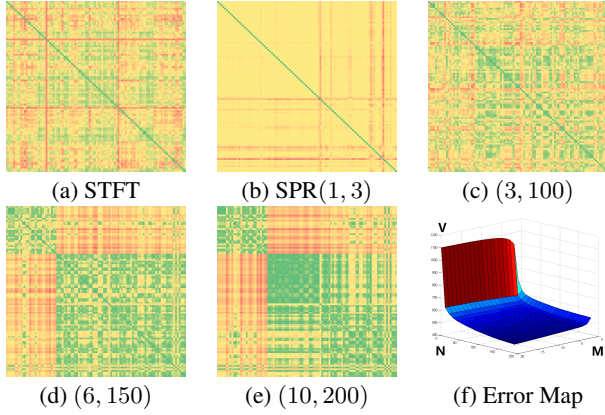 (a) STFT
(b) SPR(1, 3)
(c) (3, 100)
(d) (6, 150)
(e) (10, 200)
V
N
M
(f) Error Map